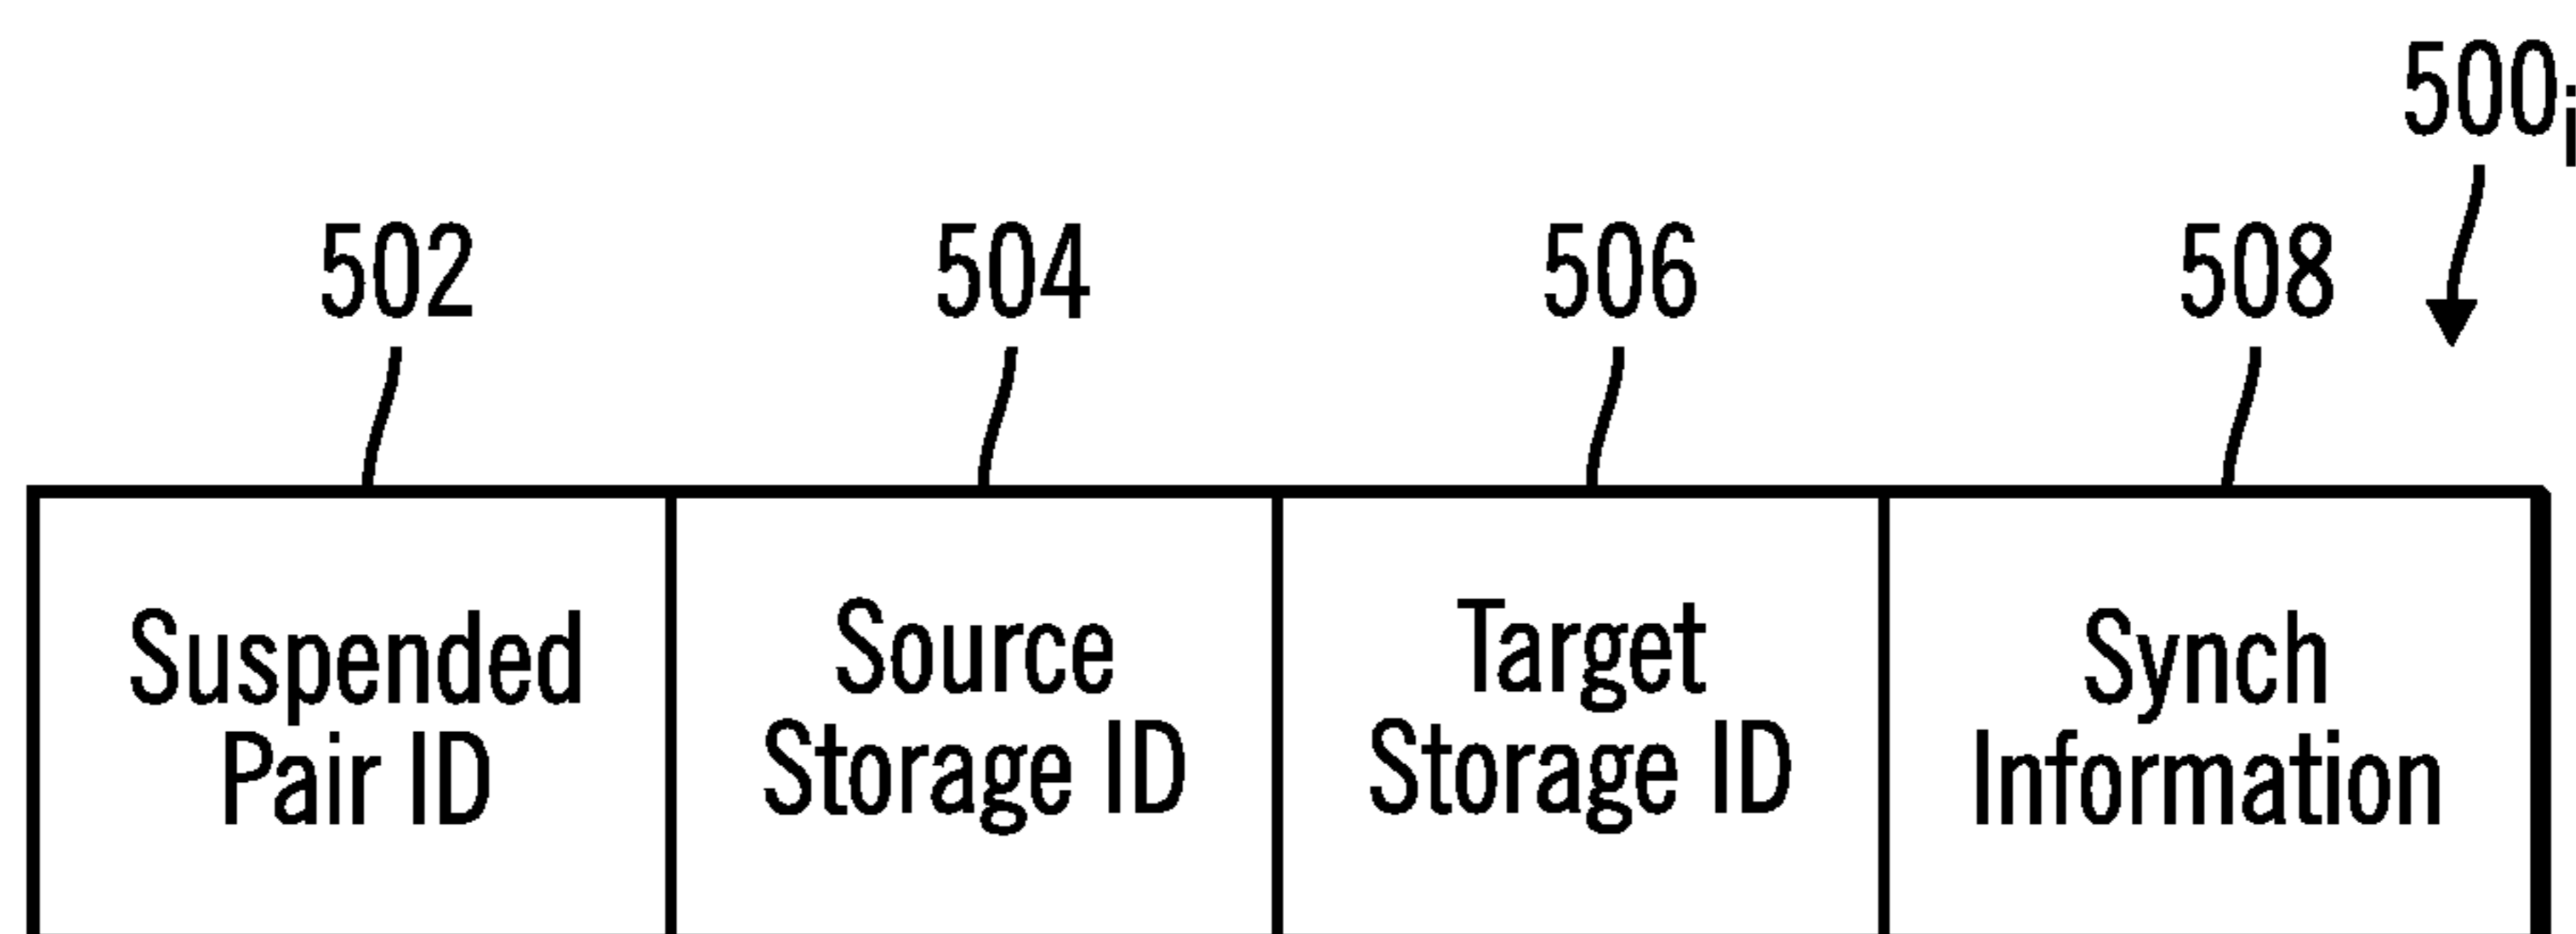 500i
502 504 506 508
Suspended Pair ID
Source Storage ID
Target Storage ID
Synch Information